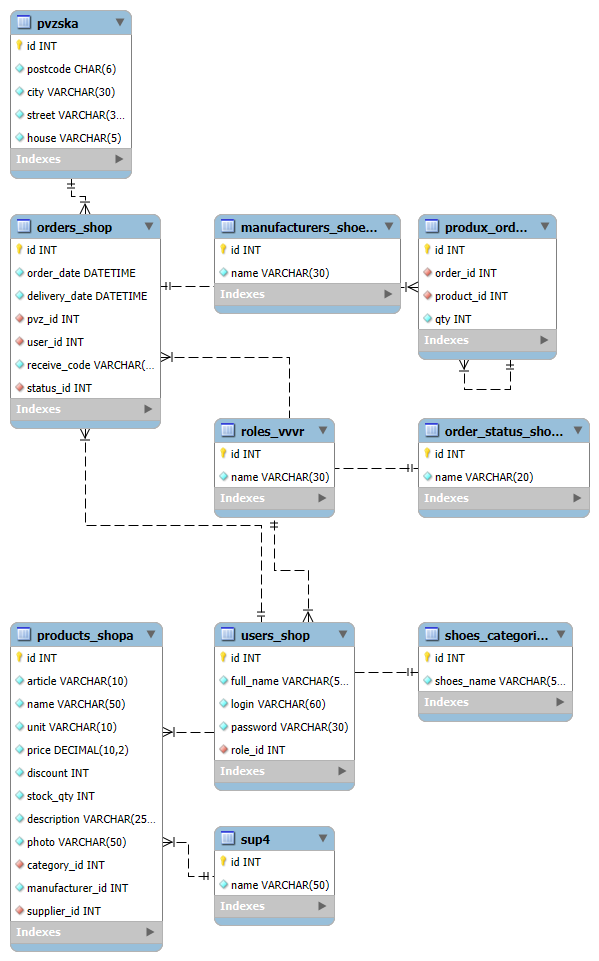 pvzska
id INT
postcode CHAR(6)
city VARCHAR(30)
street VARCHAR(3...
house VARCHAR(5)
Indexes
orders_shop
id INT
order_date DATETIME
delivery_date DATETIME
pvz_id INT
user_id INT
receive_code VARCHAR(...
status_id INT
Indexes
manufacturers_shoe...
id INT
name VARCHAR(30)
Indexes
produx_ord...
id INT
order_id INT
product_id INT
qty INT
Indexes
roles_vvvr
id INT
name VARCHAR(30)
Indexes
order_status_sho...
id INT
name VARCHAR(20)
Indexes
products_shopa
id INT
article VARCHAR(10)
name VARCHAR(50)
unit VARCHAR(10)
price DECIMAL(10,2)
discount INT
stock_qty INT
description VARCHAR(25...
photo VARCHAR(50)
category_id INT
manufacturer_id INT
supplier_id INT
Indexes
users_shop
id INT
full_name VARCHAR(5...
login VARCHAR(60)
password VARCHAR(30)
role_id INT
Indexes
shoes_categori...
id INT
shoes_name VARCHAR(5...
Indexes
sup4
id INT
name VARCHAR(50)
Indexes